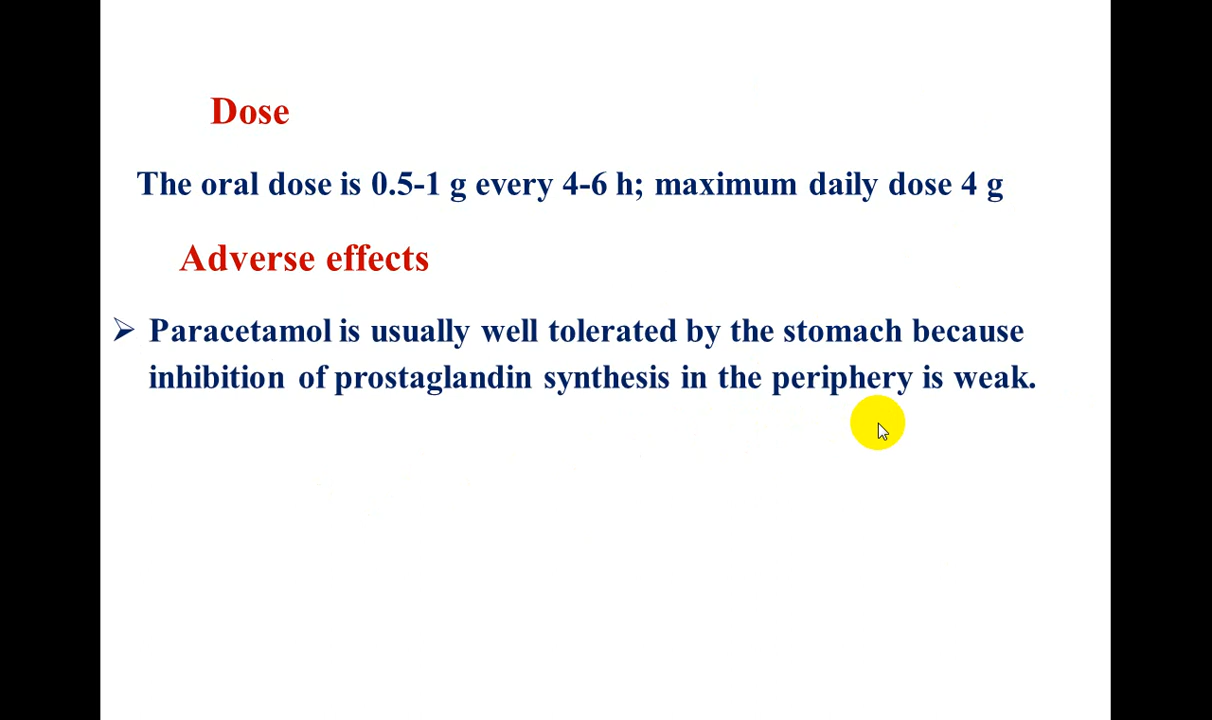 Dose
The oral dose is 0.5-1 g every 4-6 h; maximum daily dose 4 g
Adverse effects
➢ Paracetamol is usually well tolerated by the stomach because
inhibition of prostaglandin synthesis in the periphery is weak.